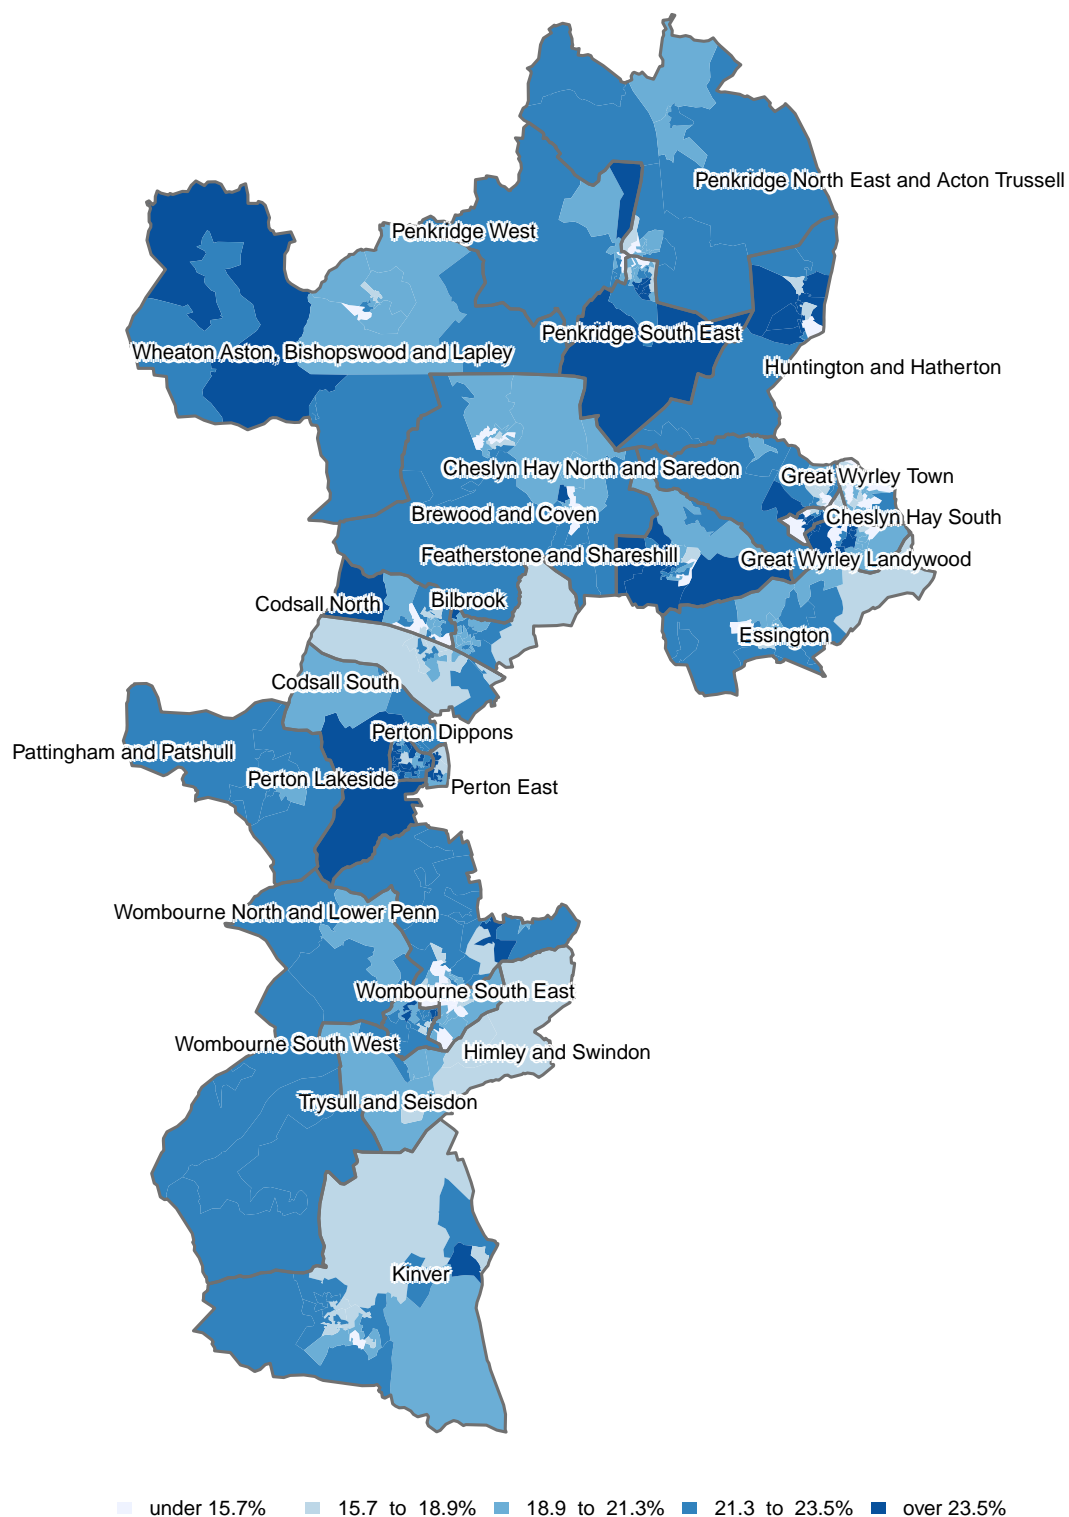 Penkridge North East and Acton Trussell
Penkridge West
Penkridge South East
Wheaton Aston, Bishopswood and Lapley
Huntington and Hatherton
Cheslyn Hay North and Saredon
Great Wyrley Town
Brewood and Coven
Cheslyn Hay South
Featherstone and Shareshill
Great Wyrley Landywood
Codsall North
Bilbrook
Essington
Codsall South
Perton Dippons
Pattingham and Patshull
Perton Lakeside
Perton East
Wombourne North and Lower Penn
Wombourne South East
Wombourne South West
Himley and Swindon
Trysull and Seisdon
Kinver
under 15.7% 15.7 to 18.9% 18.9 to 21.3% 21.3 to 23.5% over 23.5%